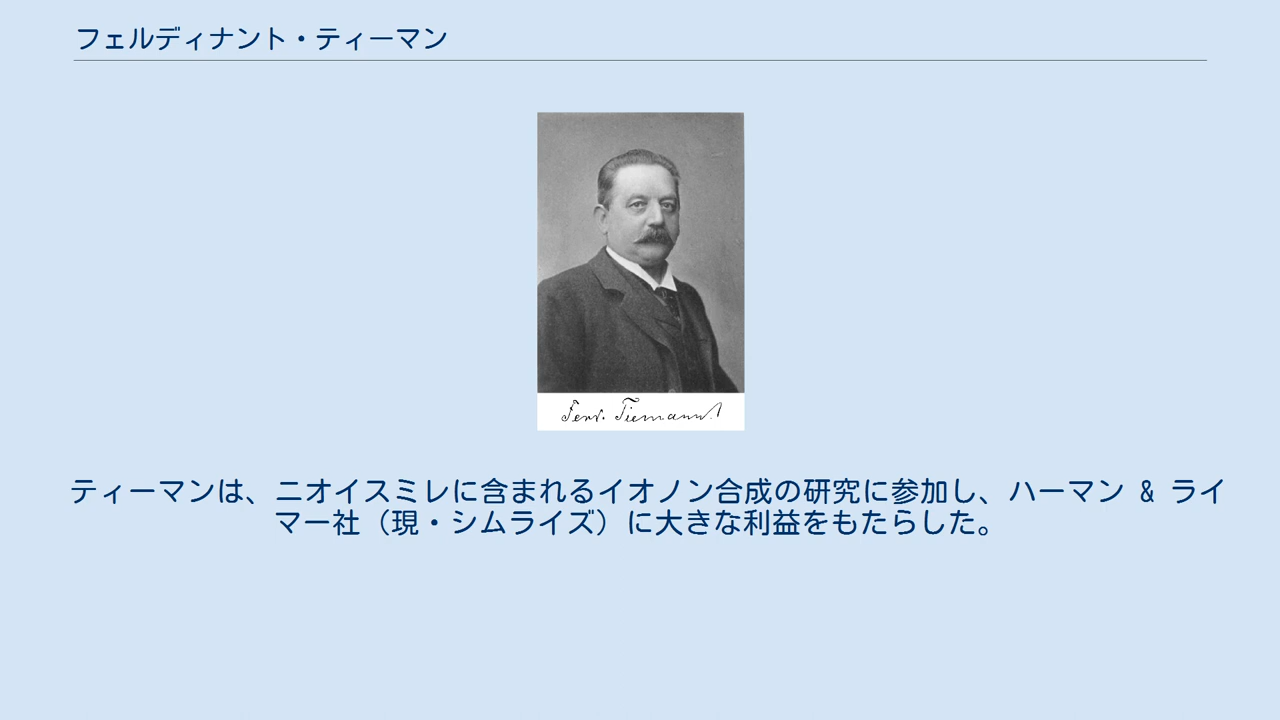 フェルディナント・ティーマン
Ferd. Tiemann
ティーマンは、ニオイスミレに含まれるイオノン合成の研究に参加し、ハーマン & ライ
マー社（現・シムライズ）に大きな利益をもたらした。